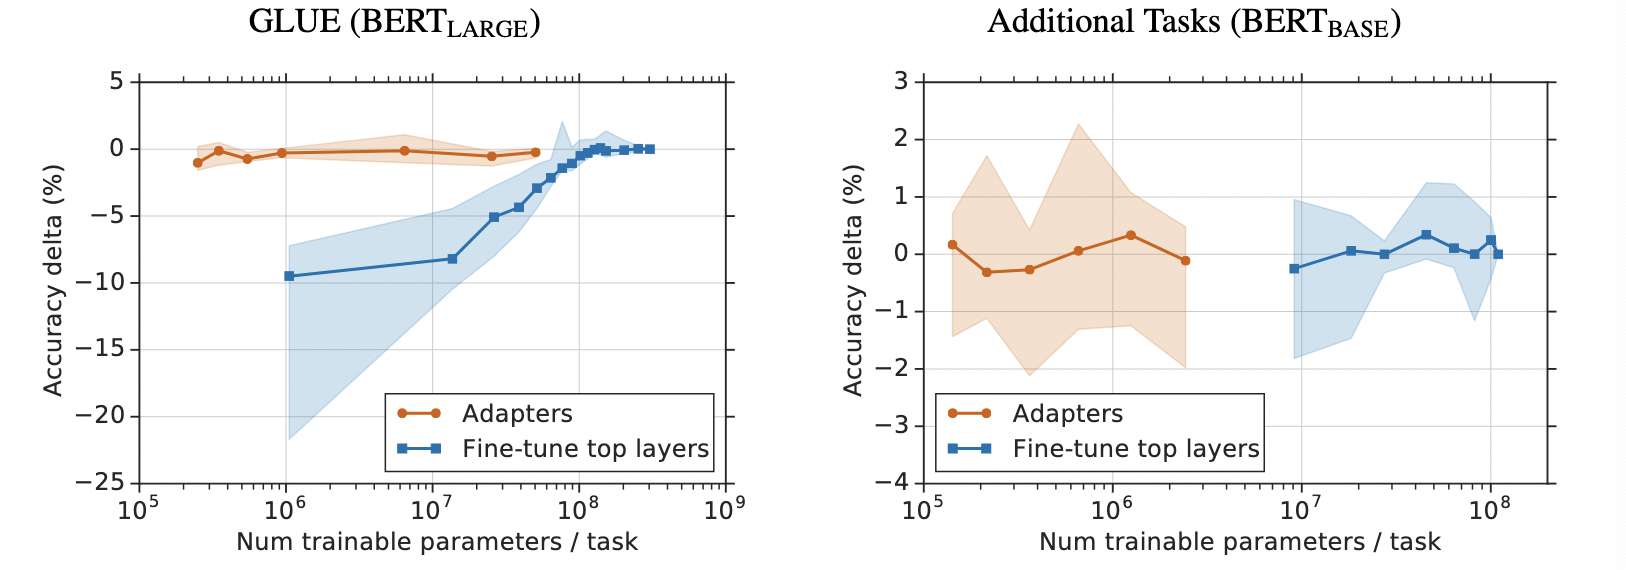 GLUE (BERT_LARGE)
5
0
−5
−10
−15
−20
−25
Accuracy delta (%)
Adapters
Fine-tune top layers
10^5 10^6 10^7 10^8 10^9
Num trainable parameters / task
Additional Tasks (BERT_BASE)
3
2
1
0
−1
−2
−3
−4
Accuracy delta (%)
Adapters
Fine-tune top layers
10^5 10^6 10^7 10^8
Num trainable parameters / task